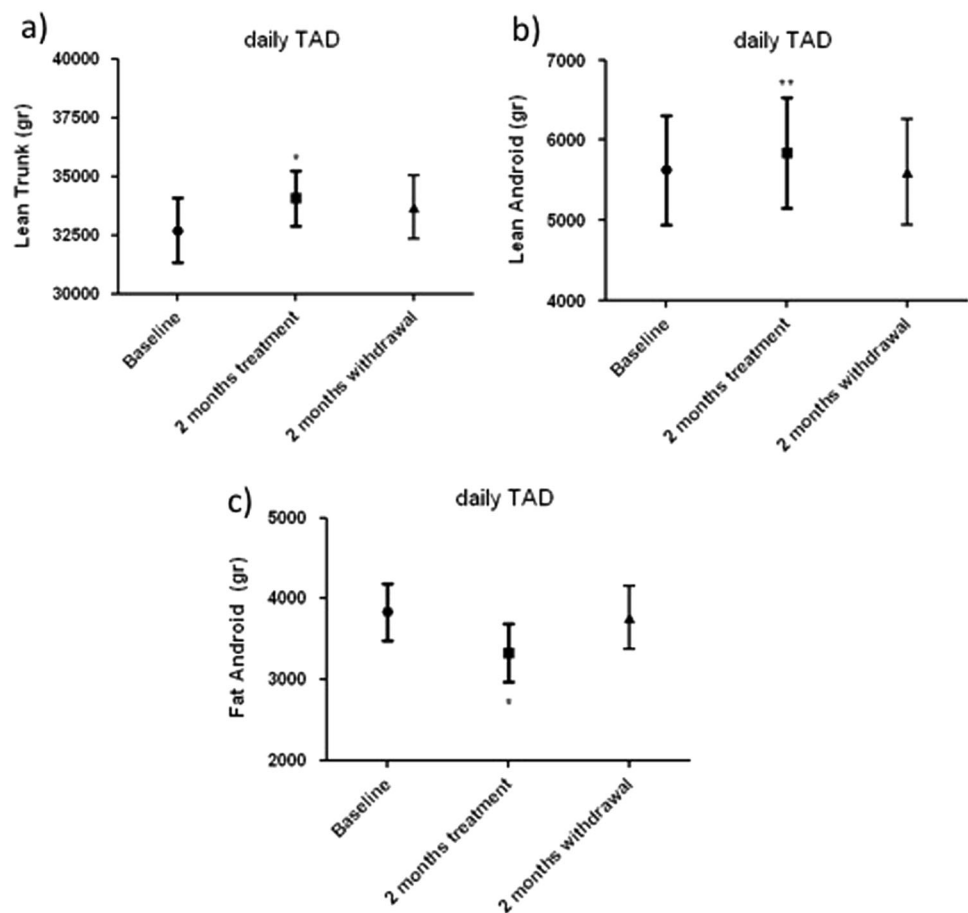 a)
daily TAD
Lean Trunk (gr)
40000
37500
35000
32500
30000
*
Baseline
2 months treatment
2 months withdrawal
b)
daily TAD
Lean Android (gr)
7000
6000
5000
4000
**
Baseline
2 months treatment
2 months withdrawal
c)
daily TAD
Fat Android (gr)
5000
4000
3000
2000
*
Baseline
2 months treatment
2 months withdrawal